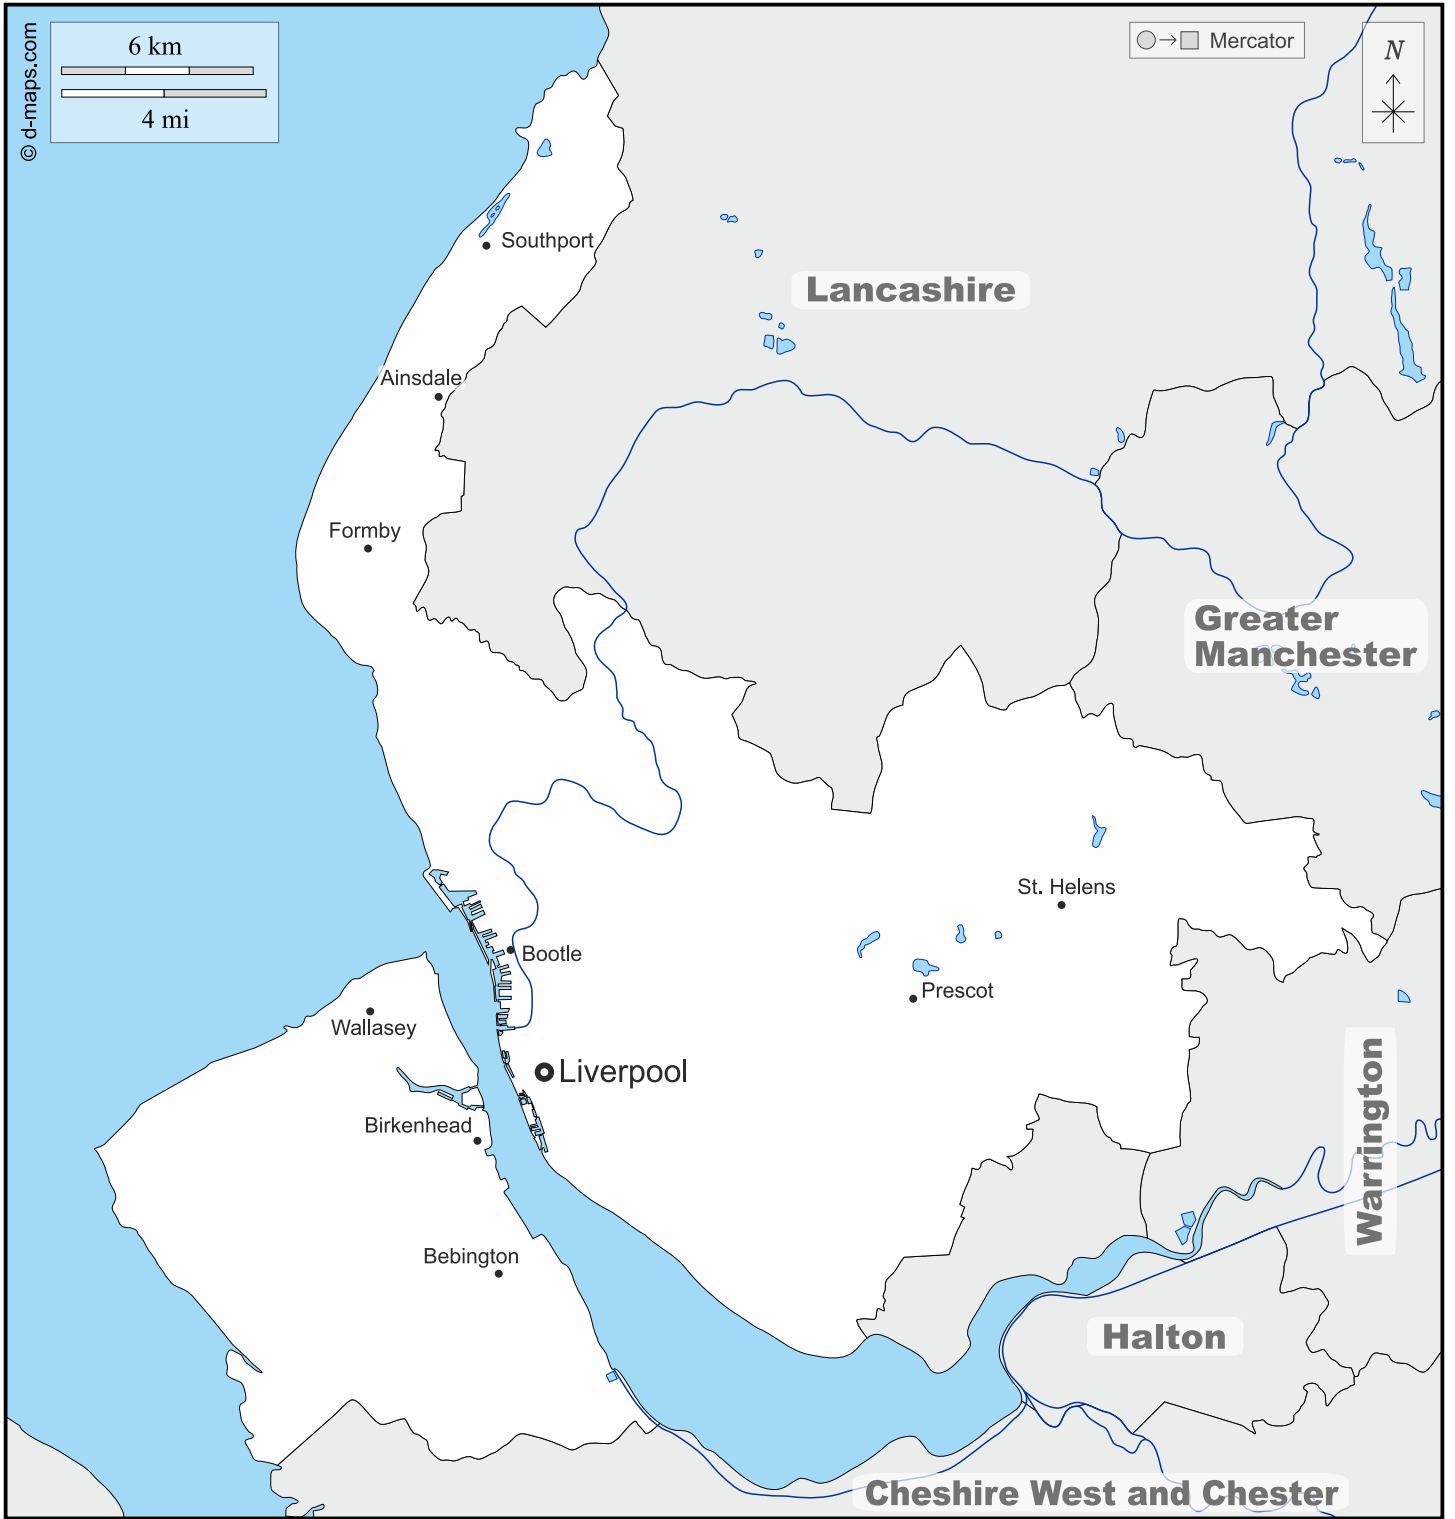 © d-maps.com
6 km
4 mi
Mercator
N
Southport
Lancashire
Ainsdale
Formby
Greater
Manchester
St. Helens
Bootle
Prescot
Wallasey
Liverpool
Birkenhead
Warrington
Bebington
Halton
Cheshire West and Chester